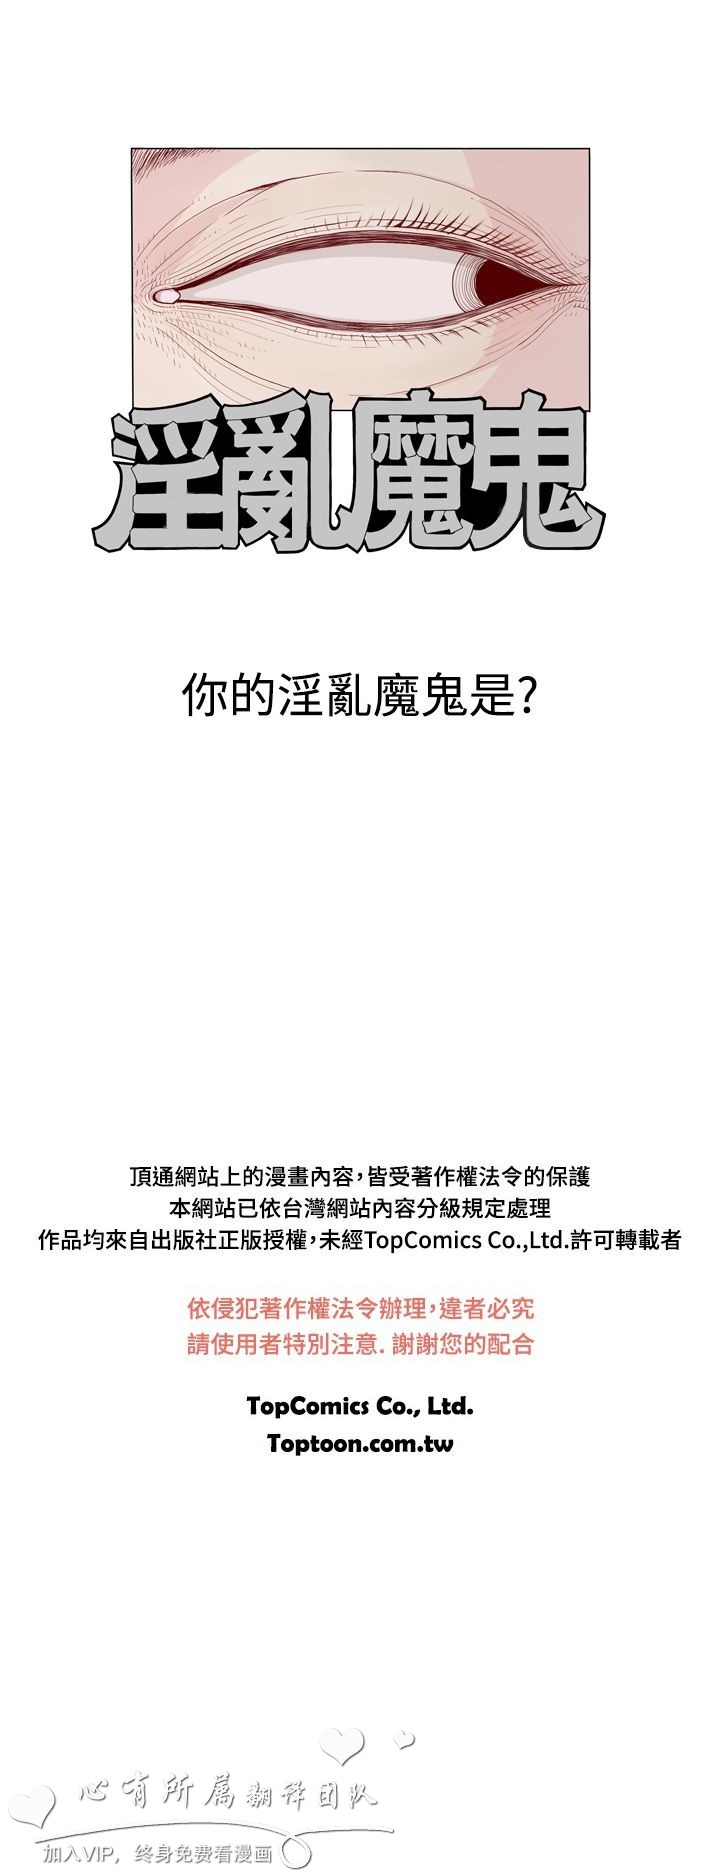 淫亂魔鬼
你的淫亂魔鬼是?
頂通網站上的漫畫內容，皆受著作權法令的保護
本網站已依台灣網站內容分級規定處理
作品均來自出版社正版授權，未經TopComics Co.,Ltd.許可轉載者
依侵犯著作權法令辦理，違者必究
請使用者特別注意. 謝謝您的配合
TopComics Co., Ltd.
Toptoon.com.tw
心有所属翻译团队
加入VIP，终身免费看漫画